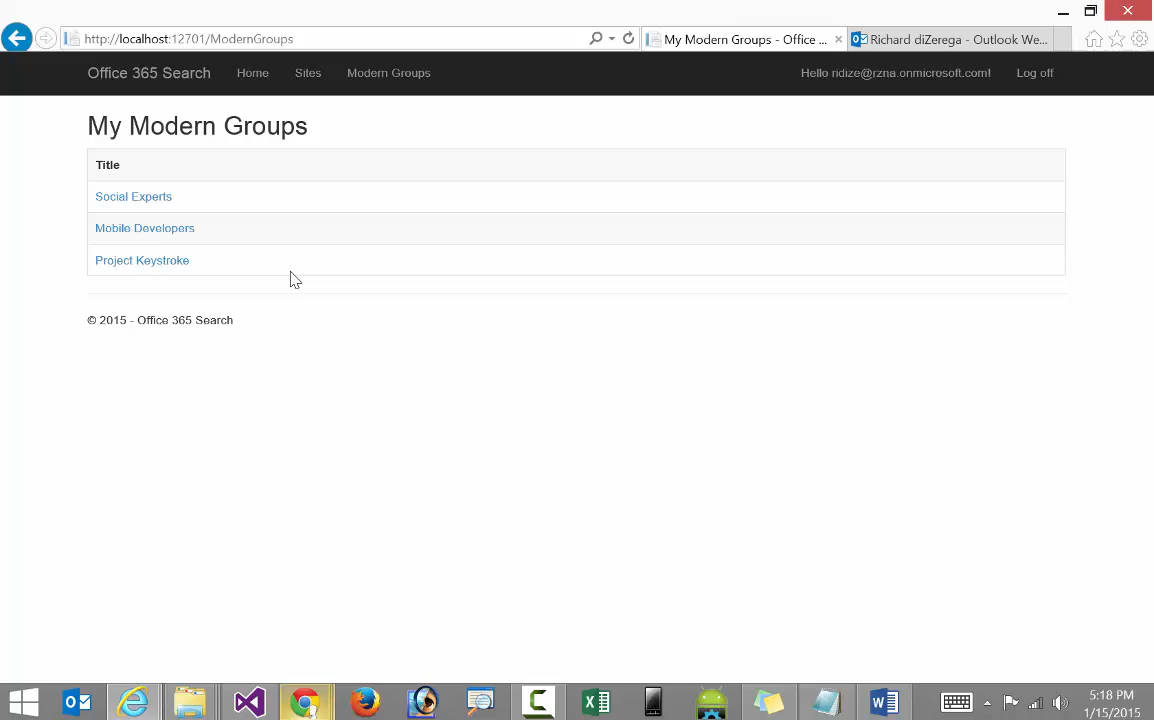 http://localhost:12701/ModernGroups
My Modern Groups - Office ...
Richard diZerega - Outlook We...
Office 365 Search
Home
Sites
Modern Groups
Hello ridize@rzna.onmicrosoft.com!
Log off
My Modern Groups
Title
Social Experts
Mobile Developers
Project Keystroke
© 2015 - Office 365 Search
5:18 PM
1/15/2015